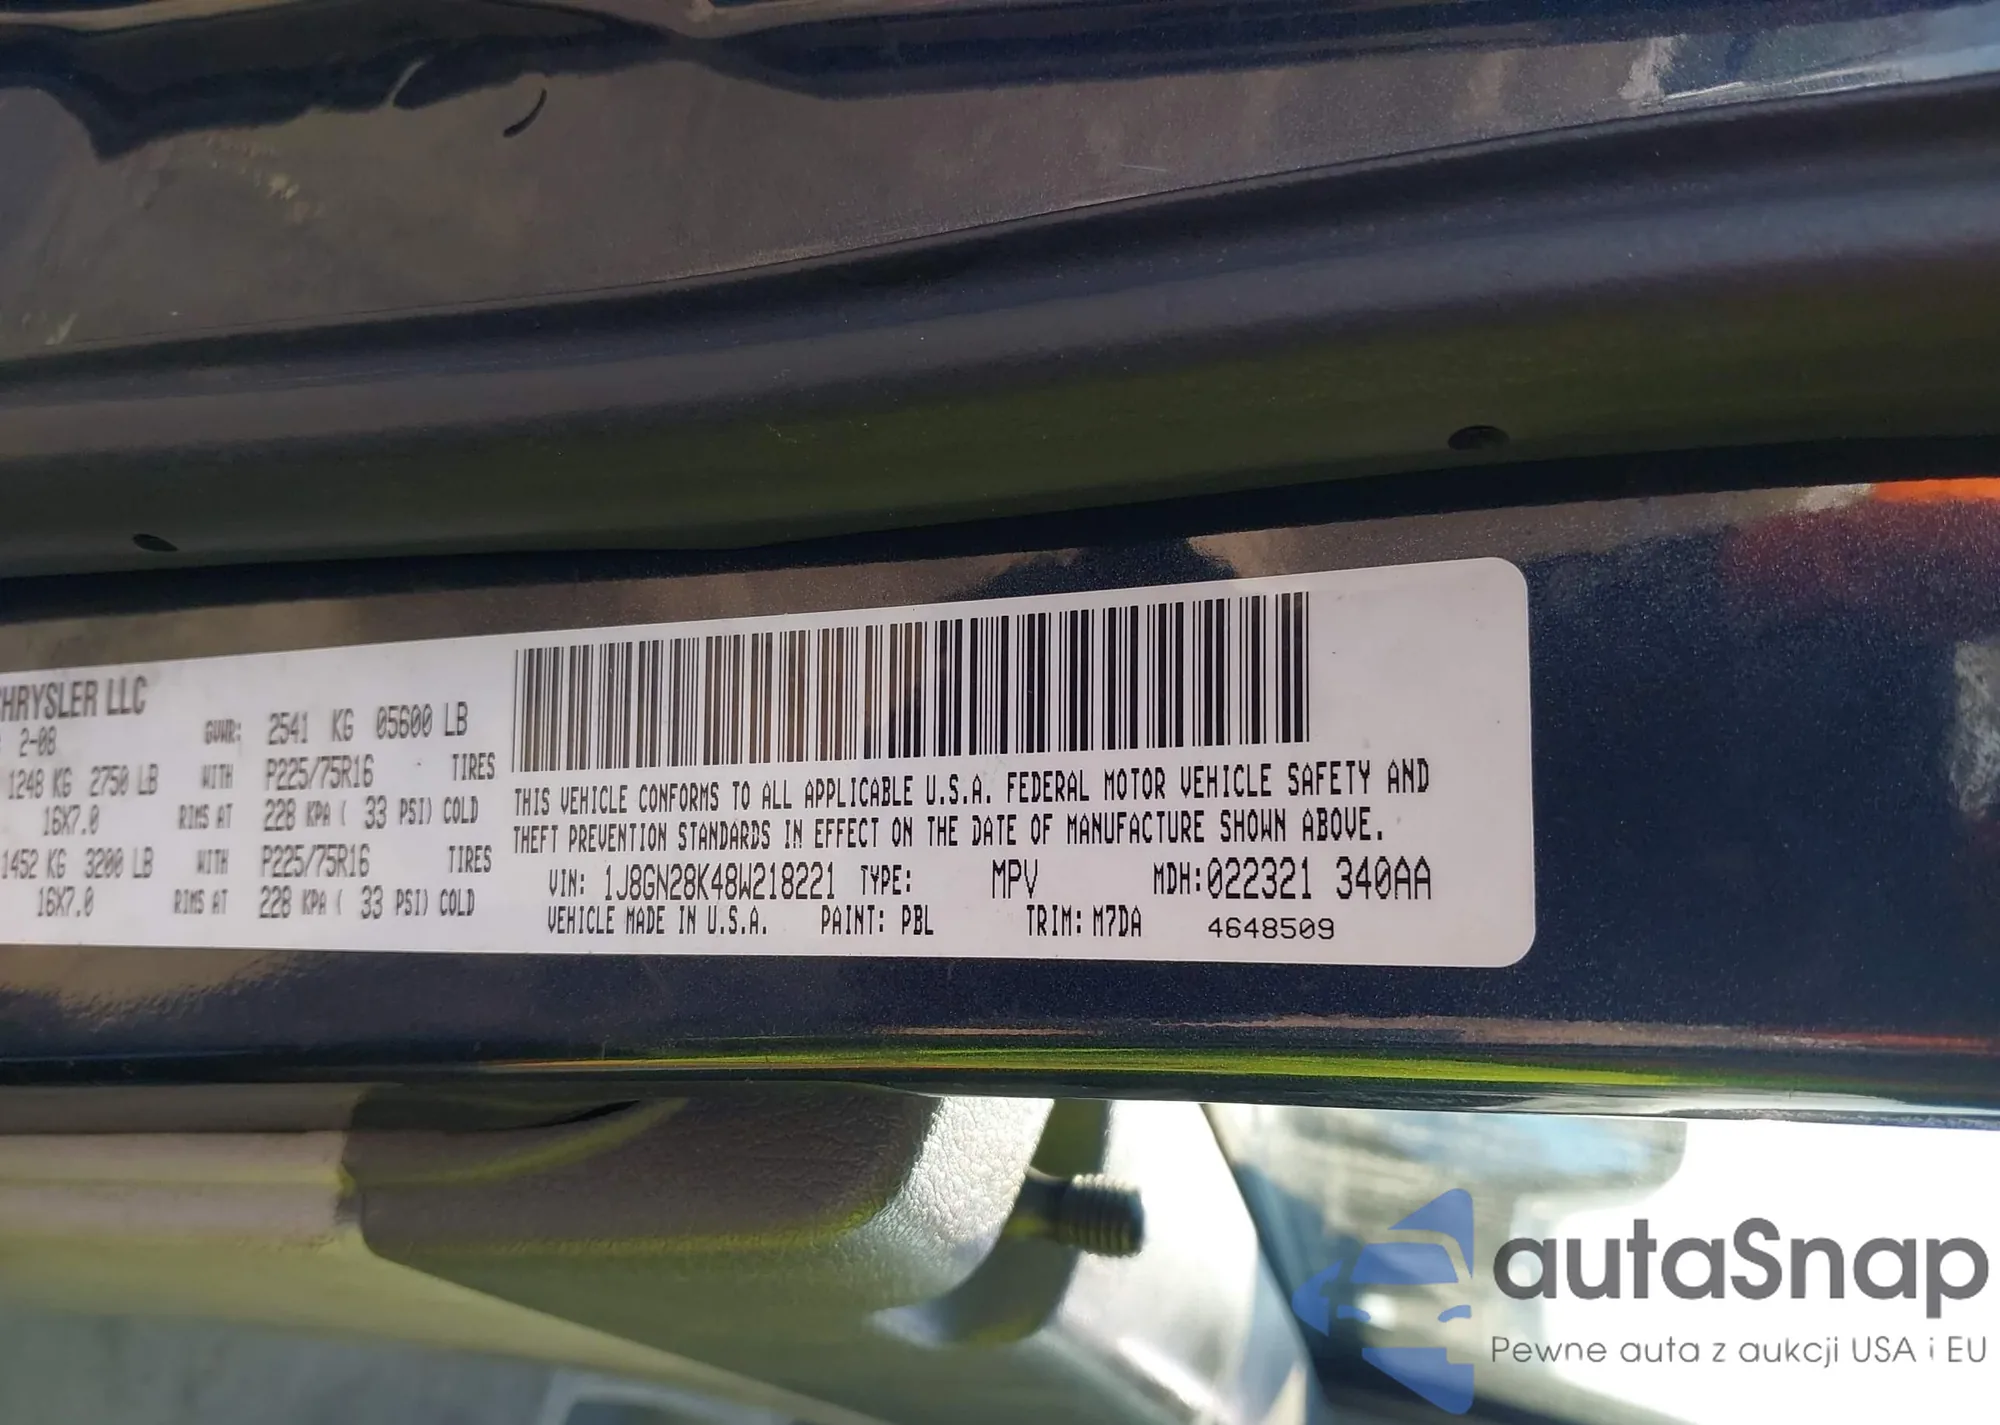 CHRYSLER LLC
2-08 GVWR: 2541 KG 05600 LB
1248 KG 2750 LB WITH P225/75R16 TIRES
16X7.0 RIMS AT 228 KPA ( 33 PSI) COLD
1452 KG 3200 LB WITH P225/75R16 TIRES
16X7.0 RIMS AT 228 KPA ( 33 PSI) COLD
THIS VEHICLE CONFORMS TO ALL APPLICABLE U.S.A. FEDERAL MOTOR VEHICLE SAFETY AND
THEFT PREVENTION STANDARDS IN EFFECT ON THE DATE OF MANUFACTURE SHOWN ABOVE.
VIN: 1J8GN28K48W218221 TYPE: MPV MDH:022321 340AA
VEHICLE MADE IN U.S.A. PAINT: PBL TRIM: M7DA 4648509
autaSnap
Pewne auta z aukcji USA i EU